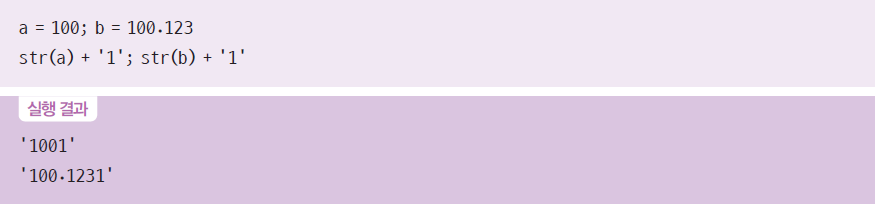 a = 100; b = 100.123
str(a) + '1'; str(b) + '1'
실행 결과
'1001'
'100.1231'